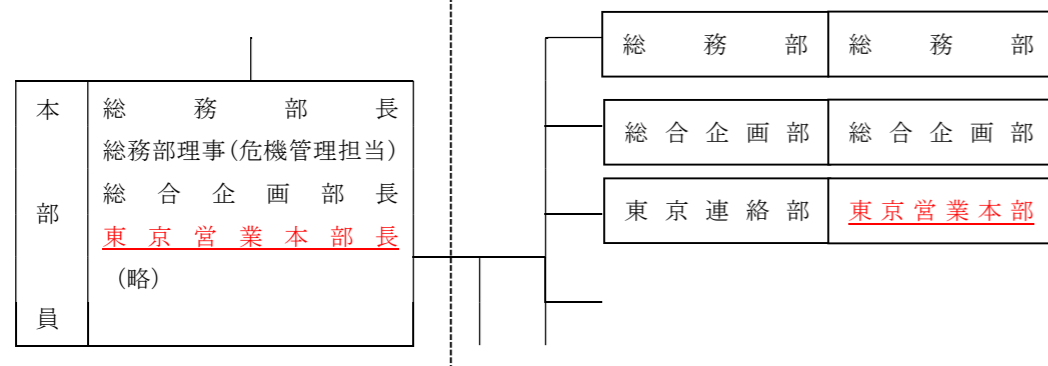 本部員
総務部長
総務部理事(危機管理担当)
総合企画部長
東京営業本部長
(略)
総務部 総務部
総合企画部 総合企画部
東京連絡部 東京営業本部